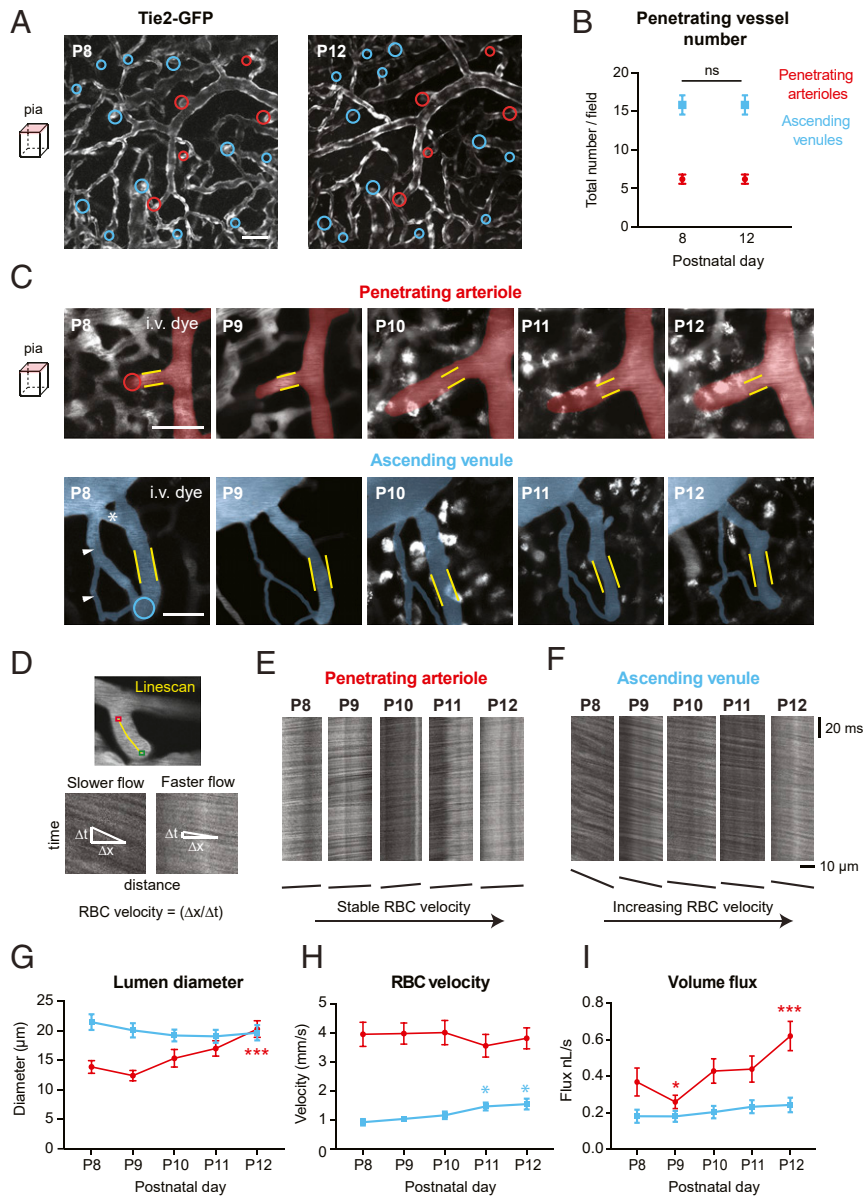 A
Tie2-GFP
P8
P12
pia
B
Penetrating vessel
number
Total number / field
20
15
10
5
0
ns
8
12
Postnatal day
Penetrating
arterioles
Ascending
venules
C
Penetrating arteriole
pia
P8
i.v. dye
P9
P10
P11
P12
Ascending venule
P8
i.v. dye
*
P9
P10
P11
P12
D
Linescan
Slower flow
Faster flow
time
Δt
Δx
Δt
Δx
distance
RBC velocity = (Δx/Δt)
E
Penetrating arteriole
P8 P9 P10 P11 P12
Stable RBC velocity
F
Ascending venule
P8 P9 P10 P11 P12
20 ms
10 µm
Increasing RBC velocity
G
Lumen diameter
Diameter (µm)
25
20
15
10
5
0
***
P8 P9 P10 P11 P12
Postnatal day
H
RBC velocity
Velocity (mm/s)
5
4
3
2
1
0
* *
P8 P9 P10 P11 P12
Postnatal day
I
Volume flux
Flux nL/s
0.8
0.6
0.4
0.2
0.0
*
***
P8 P9 P10 P11 P12
Postnatal day